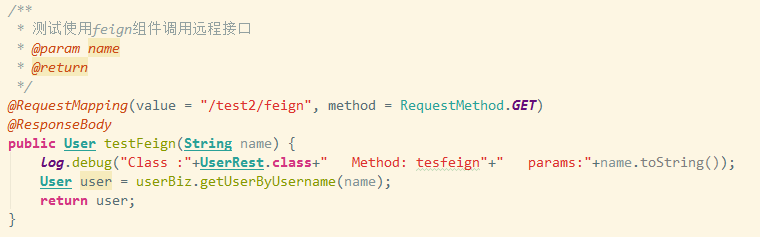 /**
 * 测试使用feign组件调用远程接口
 * @param name
 * @return
 */
@RequestMapping(value = "/test2/feign", method = RequestMethod.GET)
@ResponseBody
public User testFeign(String name) {
    log.debug("Class :"+UserRest.class+"   Method: tesfeign"+"   params:"+name.toString());
    User user = userBiz.getUserByUsername(name);
    return user;
}